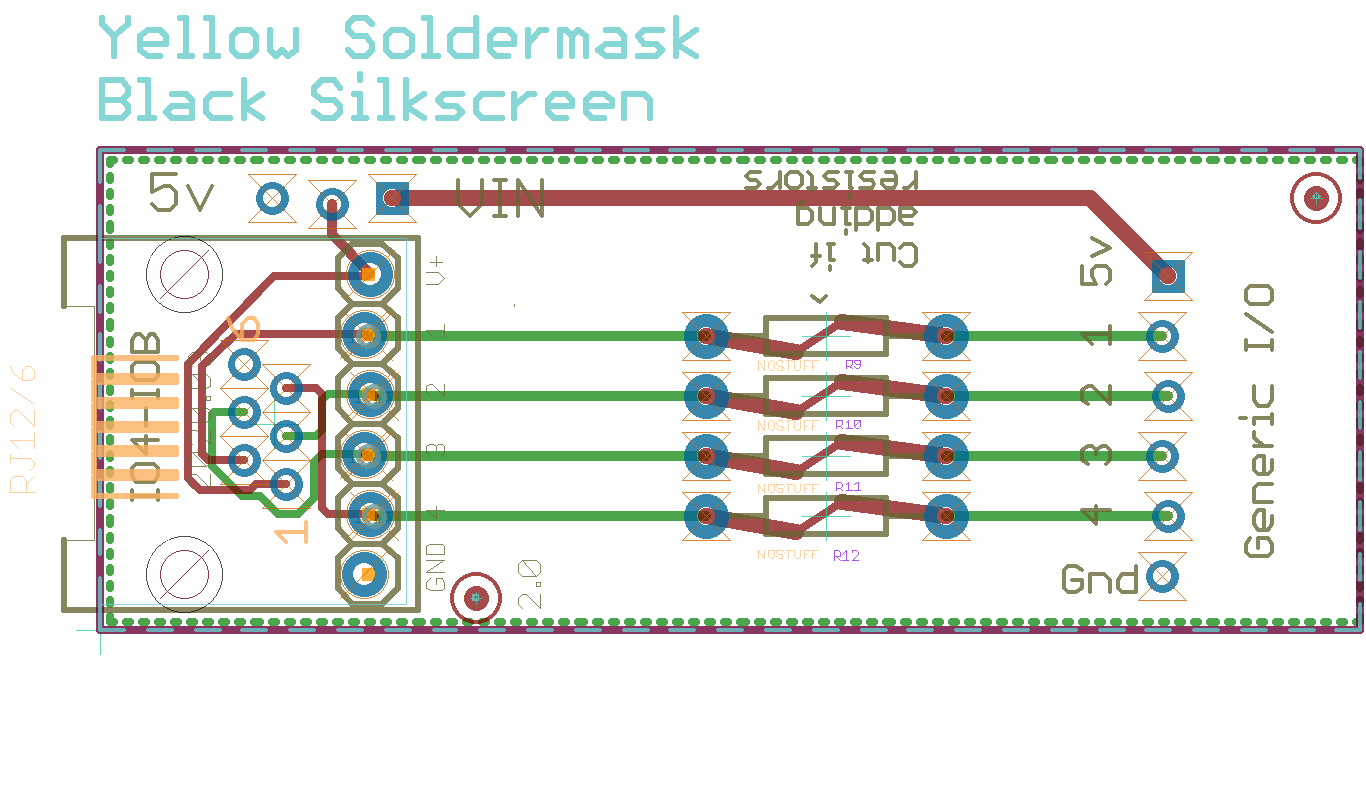 Yellow Soldermask
Black Silkscreen
5v
VIN
Cut if
adding
resistors
V+
1
2
3
4
GND
2.0
6
1
RJ12/6
IO4-IOB
NOSTUFF
R9
NOSTUFF
R10
NOSTUFF
R11
NOSTUFF
R12
5v
1
2
3
4
Gnd
Generic I/O